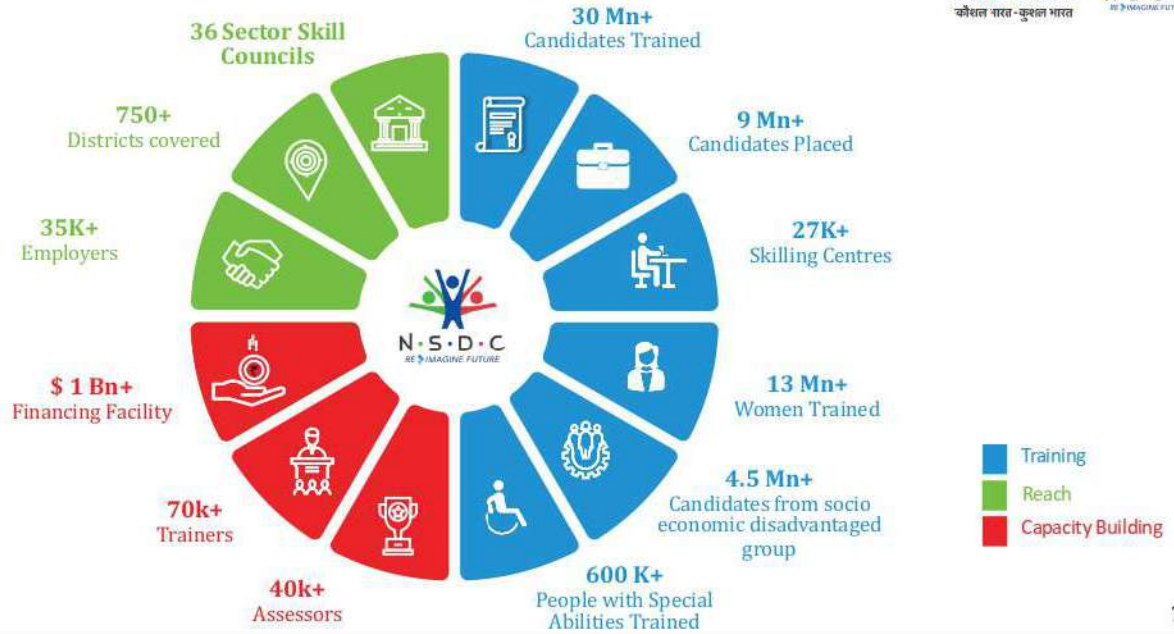 कौशल भारत-कुशल भारत
RE IMAGINE FUTU
30 Mn+
Candidates Trained
9 Mn+
Candidates Placed
27K+
Skilling Centres
13 Mn+
Women Trained
4.5 Mn+
Candidates from socio
economic disadvantaged
group
600 K+
People with Special
Abilities Trained
40k+
Assessors
70k+
Trainers
$ 1 Bn+
Financing Facility
35K+
Employers
750+
Districts covered
36 Sector Skill
Councils
N·S·D·C
RE IMAGINE FUTURE
Training
Reach
Capacity Building